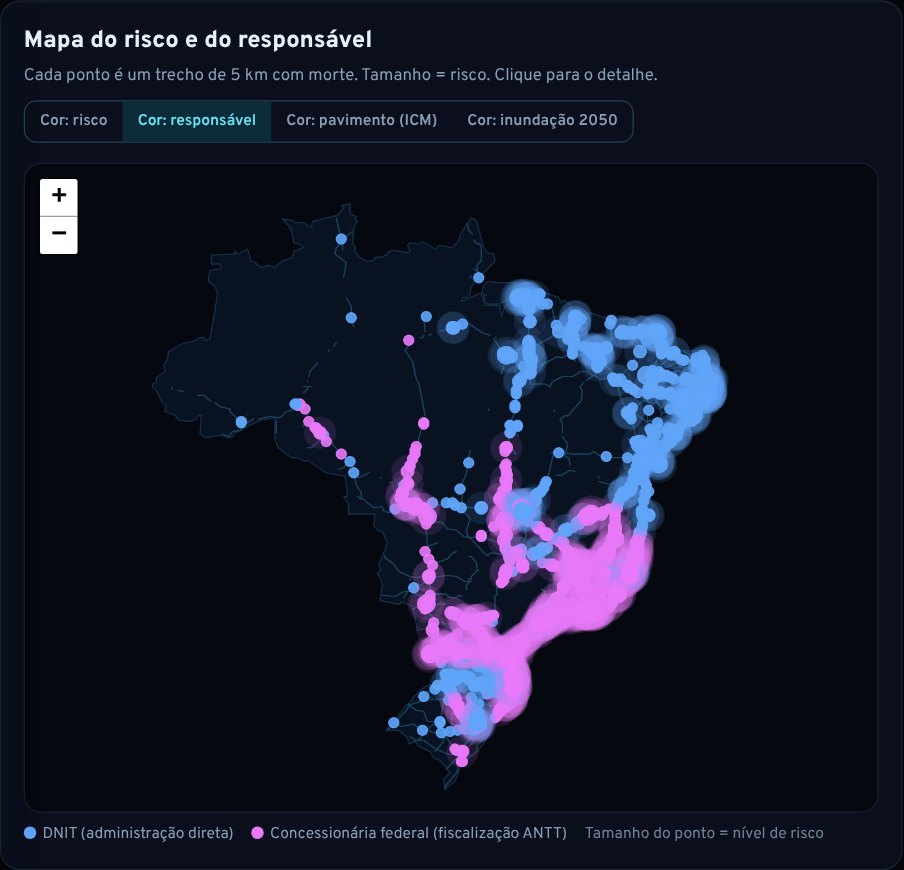 Mapa do risco e do responsável
Cada ponto é um trecho de 5 km com morte. Tamanho = risco. Clique para o detalhe.
Cor: risco Cor: responsável Cor: pavimento (ICM) Cor: inundação 2050
+
−
DNIT (administração direta) Concessionária federal (fiscalização ANTT) Tamanho do ponto = nível de risco